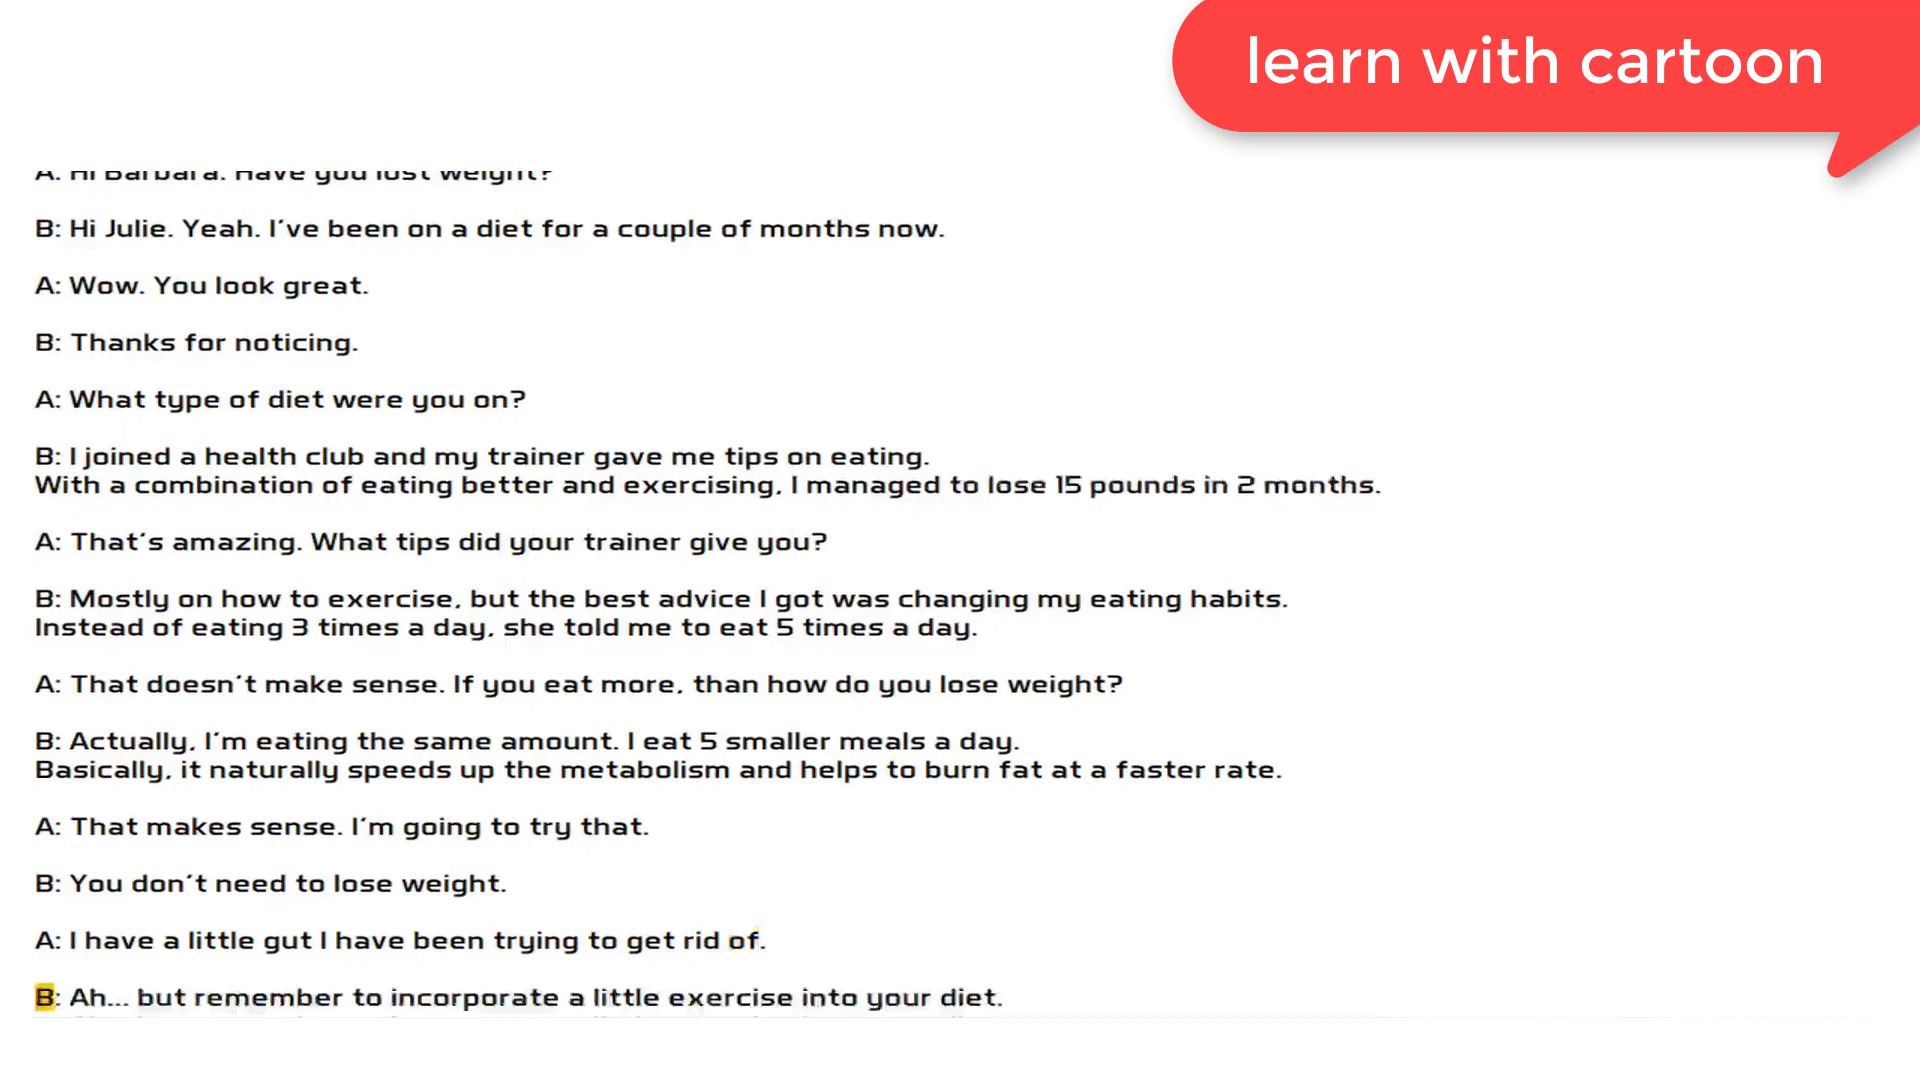 learn with cartoon
A: Hi Barbara. Have you lost weight?
B: Hi Julie. Yeah. I've been on a diet for a couple of months now.
A: Wow. You look great.
B: Thanks for noticing.
A: What type of diet were you on?
B: I joined a health club and my trainer gave me tips on eating.
With a combination of eating better and exercising, I managed to lose 15 pounds in 2 months.
A: That's amazing. What tips did your trainer give you?
B: Mostly on how to exercise, but the best advice I got was changing my eating habits.
Instead of eating 3 times a day, she told me to eat 5 times a day.
A: That doesn't make sense. If you eat more, than how do you lose weight?
B: Actually, I'm eating the same amount. I eat 5 smaller meals a day.
Basically, it naturally speeds up the metabolism and helps to burn fat at a faster rate.
A: That makes sense. I'm going to try that.
B: You don't need to lose weight.
A: I have a little gut I have been trying to get rid of.
B: Ah... but remember to incorporate a little exercise into your diet.